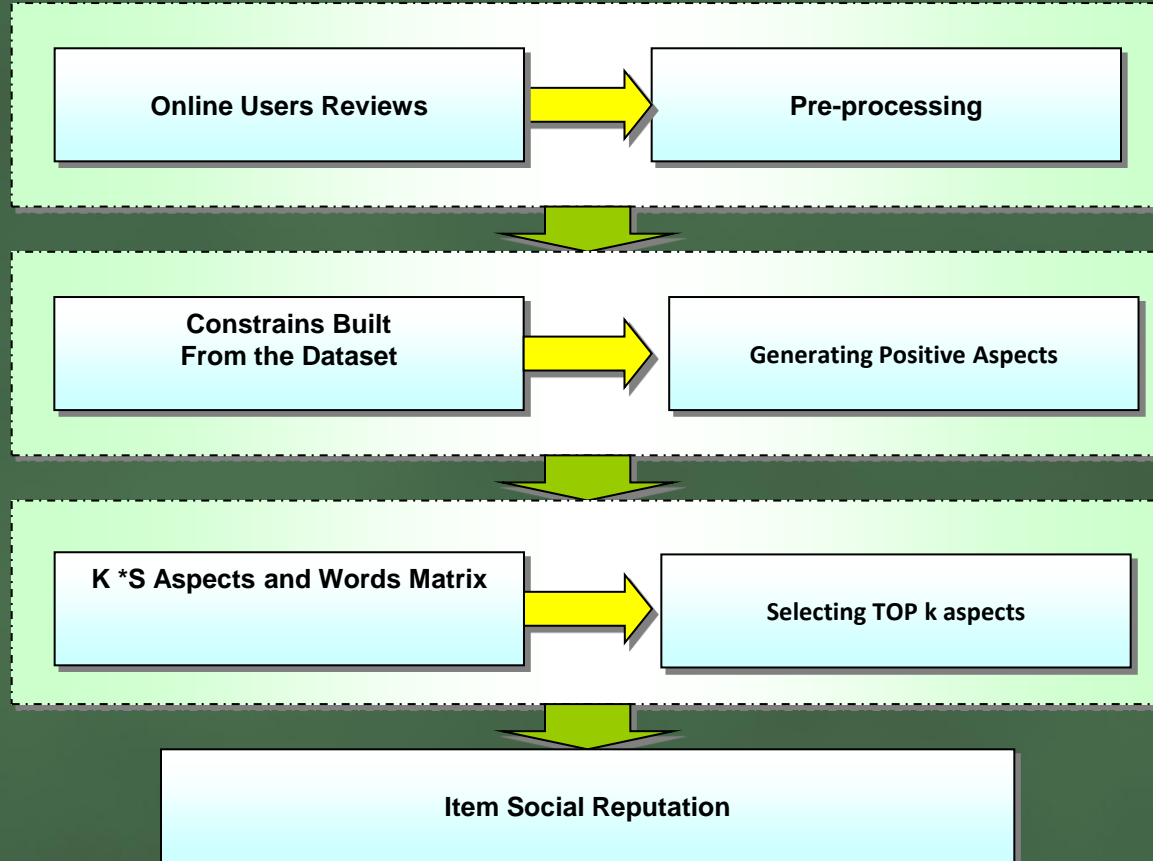 Online Users Reviews
Pre-processing
Constrains Built
From the Dataset
Generating Positive Aspects
K *S Aspects and Words Matrix
Selecting TOP k aspects
Item Social Reputation